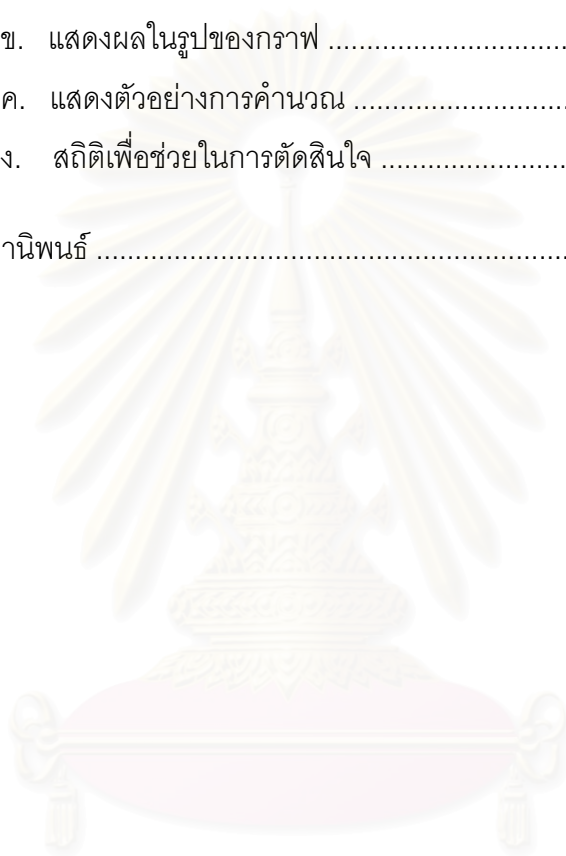 ข. แสดงผลในรูปของกราฟ ..............................
ค. แสดงตัวอย่างการคำนวณ ............................
ง. สถิติเพื่อช่วยในการตัดสินใจ ........................
านิพนธ์ .............................................................